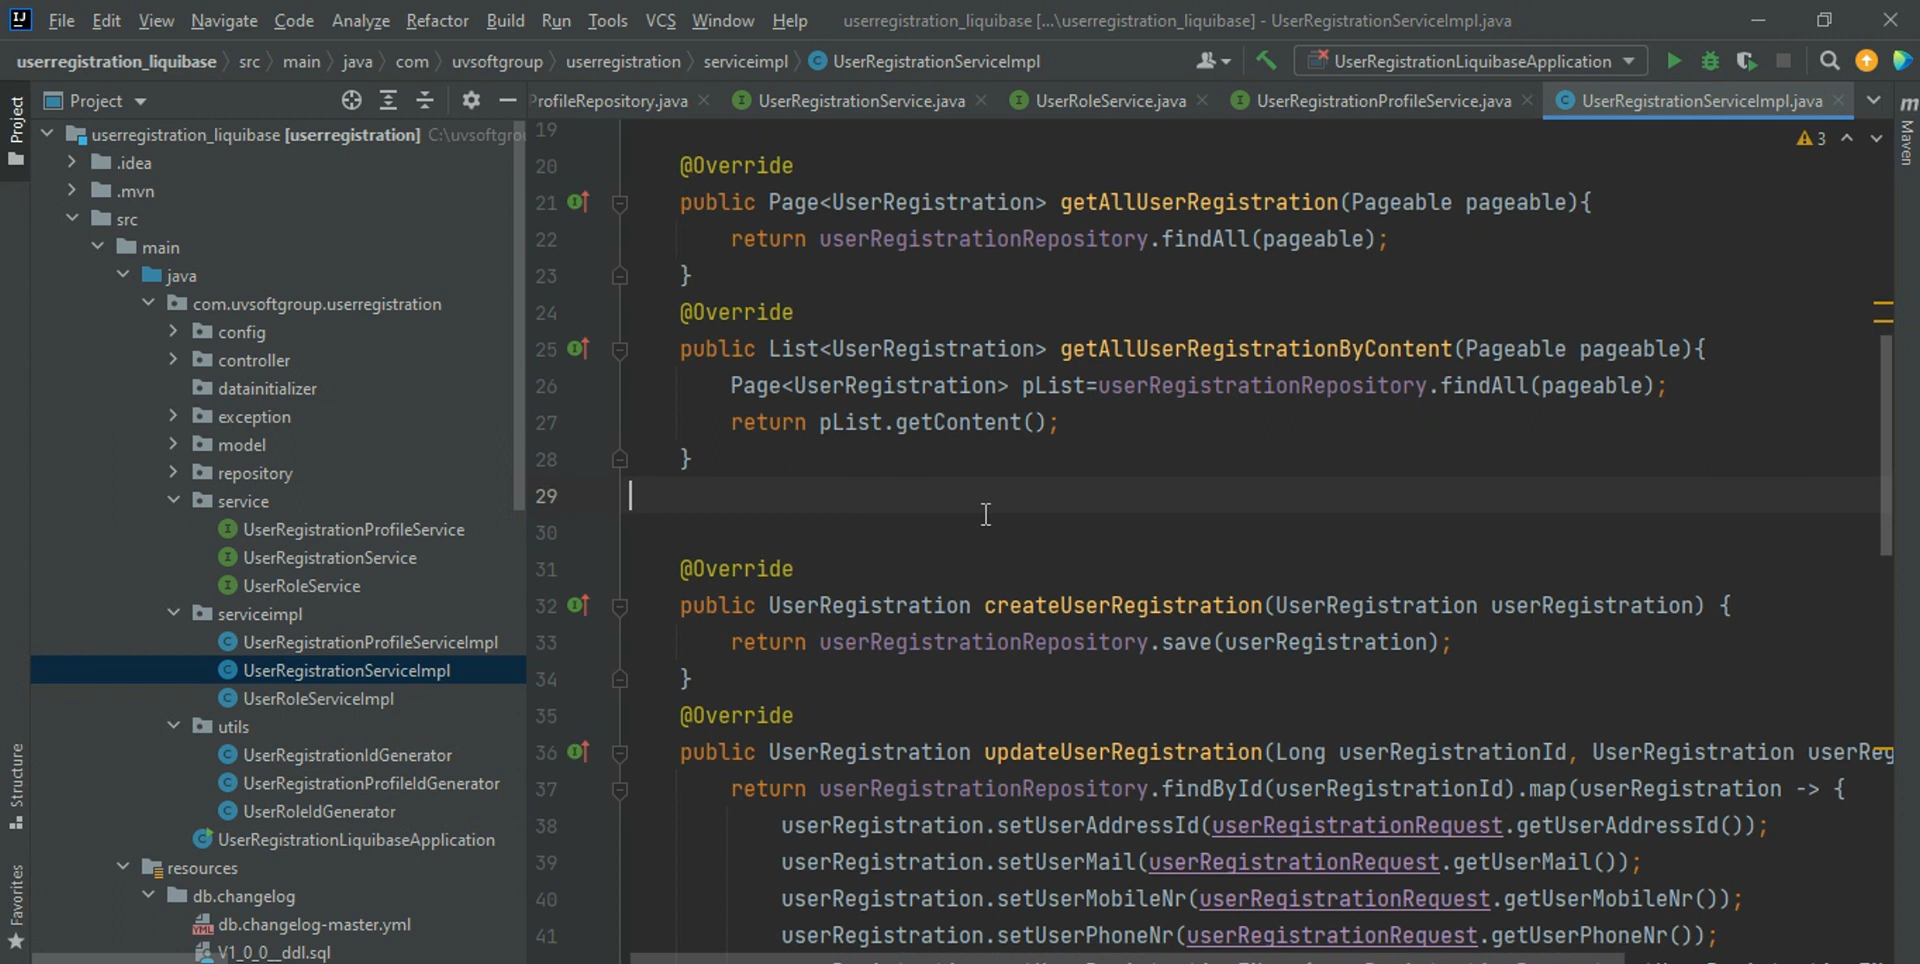 File Edit View Navigate Code Analyze Refactor Build Run Tools VCS Window Help userregistration_liquibase [...\userregistration_liquibase] - UserRegistrationServiceImpl.java
userregistration_liquibase src main java com uvsoftgroup userregistration serviceimpl UserRegistrationServiceImpl UserRegistrationLiquibaseApplication
Project
rofileRepository.java UserRegistrationService.java UserRoleService.java UserRegistrationProfileService.java UserRegistrationServiceImpl.java
Project
Structure
Favorites
Maven
userregistration_liquibase [userregistration] C:\uvsoftgrou
.idea
.mvn
src
main
java
com.uvsoftgroup.userregistration
config
controller
datainitializer
exception
model
repository
service
UserRegistrationProfileService
UserRegistrationService
UserRoleService
serviceimpl
UserRegistrationProfileServiceImpl
UserRegistrationServiceImpl
UserRoleServiceImpl
utils
UserRegistrationIdGenerator
UserRegistrationProfileIdGenerator
UserRoleIdGenerator
UserRegistrationLiquibaseApplication
resources
db.changelog
db.changelog-master.yml
V1_0_0__ddl.sql
3
19
20 @Override
21 public Page<UserRegistration> getAllUserRegistration(Pageable pageable){
22 return userRegistrationRepository.findAll(pageable);
23 }
24 @Override
25 public List<UserRegistration> getAllUserRegistrationByContent(Pageable pageable){
26 Page<UserRegistration> pList=userRegistrationRepository.findAll(pageable);
27 return pList.getContent();
28 }
29
30
31 @Override
32 public UserRegistration createUserRegistration(UserRegistration userRegistration) {
33 return userRegistrationRepository.save(userRegistration);
34 }
35 @Override
36 public UserRegistration updateUserRegistration(Long userRegistrationId, UserRegistration userReg
37 return userRegistrationRepository.findById(userRegistrationId).map(userRegistration -> {
38 userRegistration.setUserAddressId(userRegistrationRequest.getUserAddressId());
39 userRegistration.setUserMail(userRegistrationRequest.getUserMail());
40 userRegistration.setUserMobileNr(userRegistrationRequest.getUserMobileNr());
41 userRegistration.setUserPhoneNr(userRegistrationRequest.getUserPhoneNr());